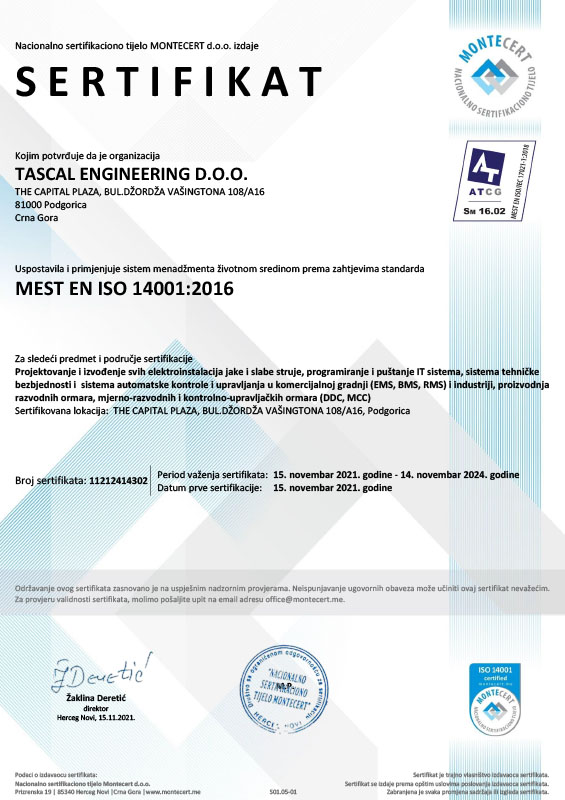 Nacionalno sertifikaciono tijelo MONTECERT d.o.o. izdaje
SERTIFIKAT
MONTECERT
NACIONALNO SERTIFIKACIONO TIJELO
Kojim potvrđuje da je organizacija
TASCAL ENGINEERING D.O.O.
THE CAPITAL PLAZA, BUL.DŽORDŽA VAŠINGTONA 108/A16
81000 Podgorica
Crna Gora
ATCG
SM 16.02
MEST EN ISO/IEC 17021-1:2018
Uspostavila i primjenjuje sistem menadžmenta životnom sredinom prema zahtjevima standarda
MEST EN ISO 14001:2016
Za sledeći predmet i područje sertifikacije
Projektovanje i izvođenje svih elektroinstalacija jake i slabe struje, programiranje i puštanje IT sistema, sistema tehničke
bezbjednosti i sistema automatske kontrole i upravljanja u komercijalnoj gradnji (EMS, BMS, RMS) i industriji, proizvodnja
razvodnih ormara, mjerno-razvodnih i kontrolno-upravljačkih ormara (DDC, MCC)
Sertifikovana lokacija: THE CAPITAL PLAZA, BUL.DŽORDŽA VAŠINGTONA 108/A16, Podgorica
Broj sertifikata: 11212414302
Period važenja sertifikata: 15. novembar 2021. godine - 14. novembar 2024. godine
Datum prve sertifikacije: 15. novembar 2021. godine
Održavanje ovog sertifikata zasnovano je na uspješnim nadzornim provjerama. Neispunjavanje ugovornih obaveza može učiniti ovaj sertifikat nevažećim.
Za provjeru validnosti sertifikata, molimo pošaljite upit na email adresu office@montecert.me.
Ž Deretić
Žaklina Deretić
direktor
Herceg Novi, 15.11.2021.
"NACIONALNO
SERTIFIKACIONO
TIJELO MONTECERT"
M.P.
HERCEG NOVI
ISO 14001
certified
montecert.me
MONTECERT
NACIONALNO SERTIFIKACIONO TIJELO
Podaci o izdavaocu sertifikata:
Nacionalno sertifikaciono tijelo Montecert d.o.o.
Prizrenska 19 | 85340 Herceg Novi | Crna Gora | www.montecert.me
S01.05-01
Sertifikat je trajno vlasništvo izdavaoca sertifikata.
Sertifikat se izdaje prema opštim uslovima poslovanja izdavaoca sertifikata.
Zabranjena je svaka promjena sadržaja ili izgleda sertifikata.